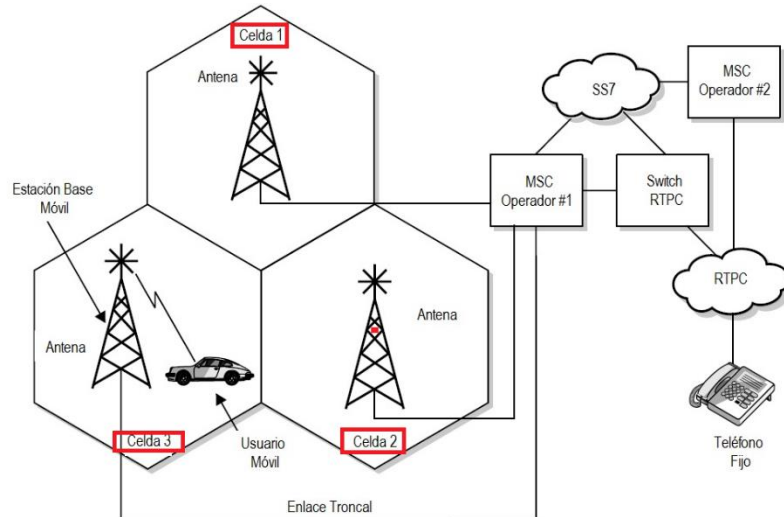 Celda 1
Antena
SS7
MSC
Operador #2
MSC
Operador #1
Switch
RTPC
Estación Base
Móvil
Antena
Antena
RTPC
Celda 3
Usuario
Móvil
Celda 2
Teléfono
Fijo
Enlace Troncal